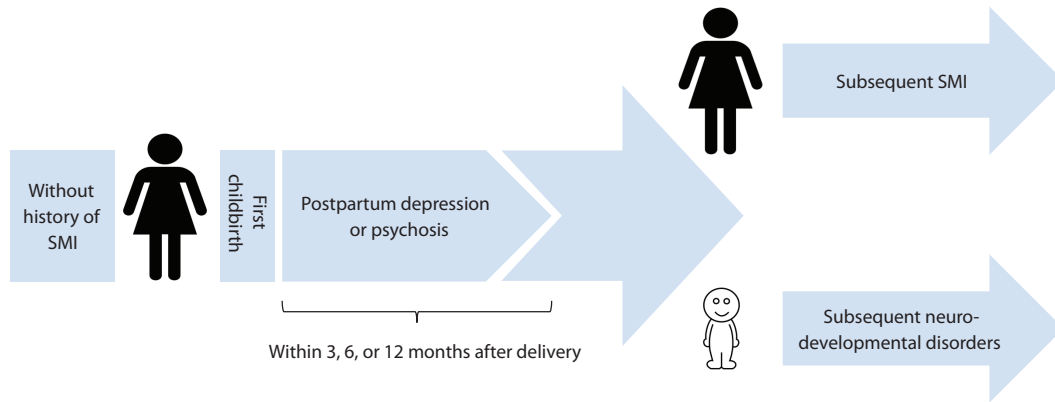 Without
history of
SMI
First
childbirth
Postpartum depression
or psychosis
Within 3, 6, or 12 months after delivery
Subsequent SMI
Subsequent neuro-
developmental disorders